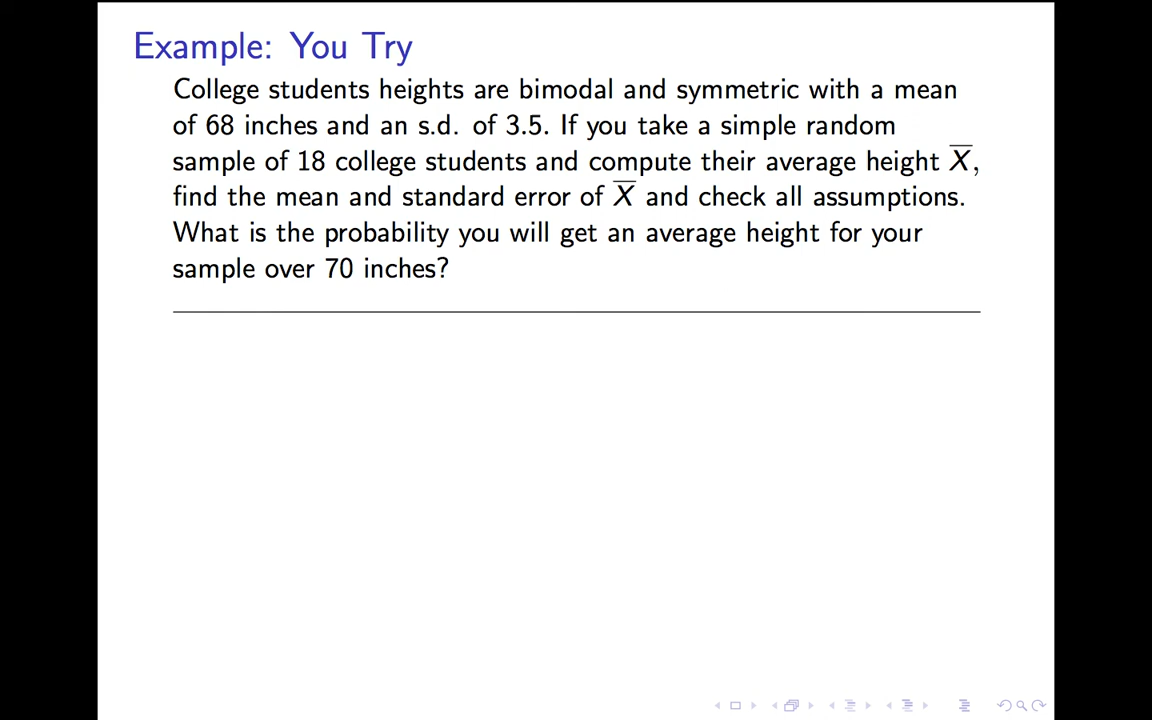 Example: You Try
College students heights are bimodal and symmetric with a mean
of 68 inches and an s.d. of 3.5. If you take a simple random
sample of 18 college students and compute their average height X̅,
find the mean and standard error of X̅ and check all assumptions.
What is the probability you will get an average height for your
sample over 70 inches?